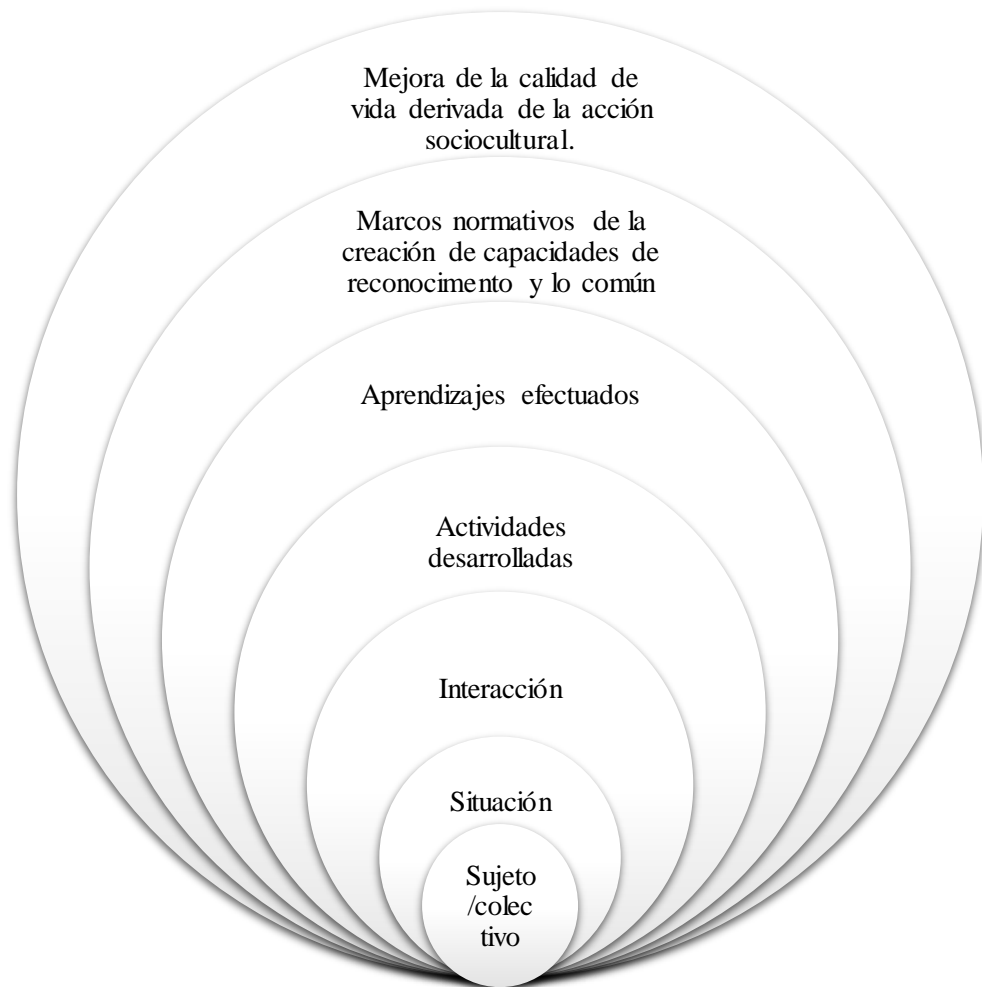 Mejora de la calidad de
vida derivada de la acción
sociocultural.
Marcos normativos de la
creación de capacidades de
reconocimento y lo común
Aprendizajes efectuados
Actividades
desarrolladas
Interacción
Situación
Sujeto
/colec
tivo